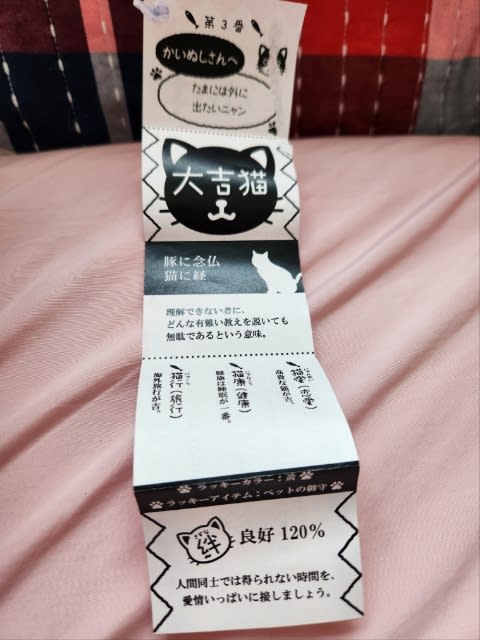 第3番
かいぬしさんへ
たまには外に
出たいニャン
大吉猫
豚に念仏
猫に経
理解できない者に、
どんな有難い教えを説いても
無駄であるという意味。
猫愛(恋愛)
高貴な猫が吉。
猫康(健康)
健康は睡眠が一番。
猫行(旅行)
海外旅行が吉。
ラッキーカラー：黄
ラッキーアイテム：ペットの御守
きずな
絆
良好 120%
人間同士では得られない時間を、
愛情いっぱいに接しましょう。